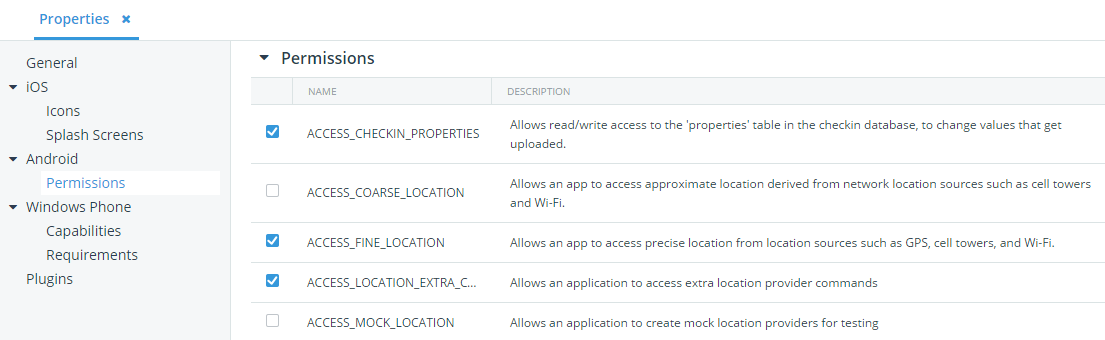 Properties ✖
General
iOS
Icons
Splash Screens
Android
Permissions
Windows Phone
Capabilities
Requirements
Plugins
Permissions
NAME DESCRIPTION
ACCESS_CHECKIN_PROPERTIES Allows read/write access to the 'properties' table in the checkin database, to change values that get
uploaded.
ACCESS_COARSE_LOCATION Allows an app to access approximate location derived from network location sources such as cell towers
and Wi-Fi.
ACCESS_FINE_LOCATION Allows an app to access precise location from location sources such as GPS, cell towers, and Wi-Fi.
ACCESS_LOCATION_EXTRA_C... Allows an application to access extra location provider commands
ACCESS_MOCK_LOCATION Allows an application to create mock location providers for testing